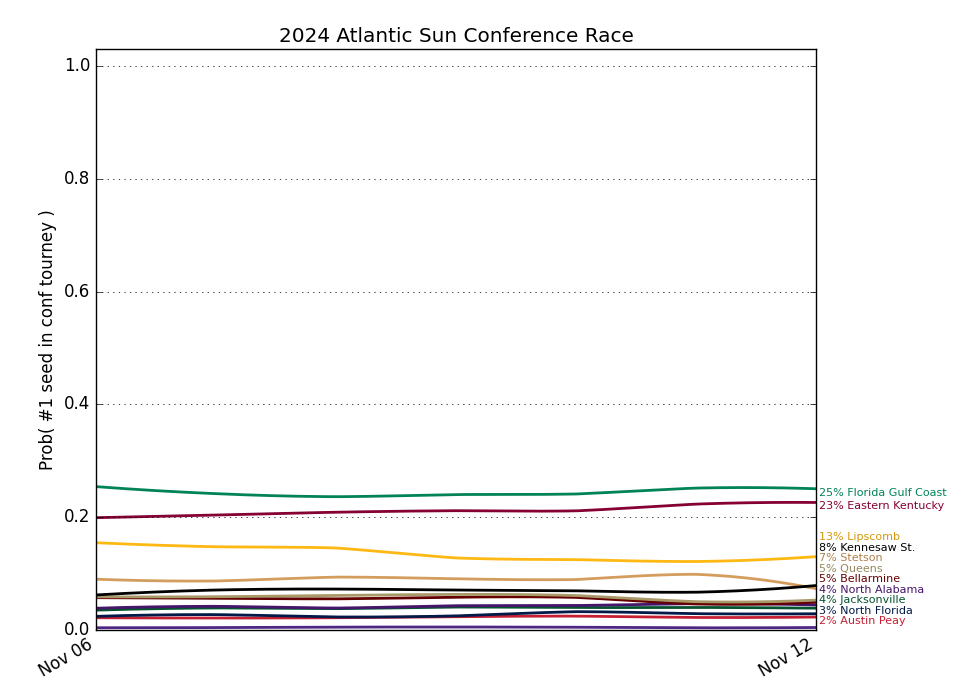 2024 Atlantic Sun Conference Race
Prob( #1 seed in conf tourney )
1.0
0.8
0.6
0.4
0.2
0.0
Nov 06
Nov 12
25% Florida Gulf Coast
23% Eastern Kentucky
13% Lipscomb
8% Kennesaw St.
7% Stetson
5% Queens
5% Bellarmine
4% North Alabama
4% Jacksonville
3% North Florida
2% Austin Peay